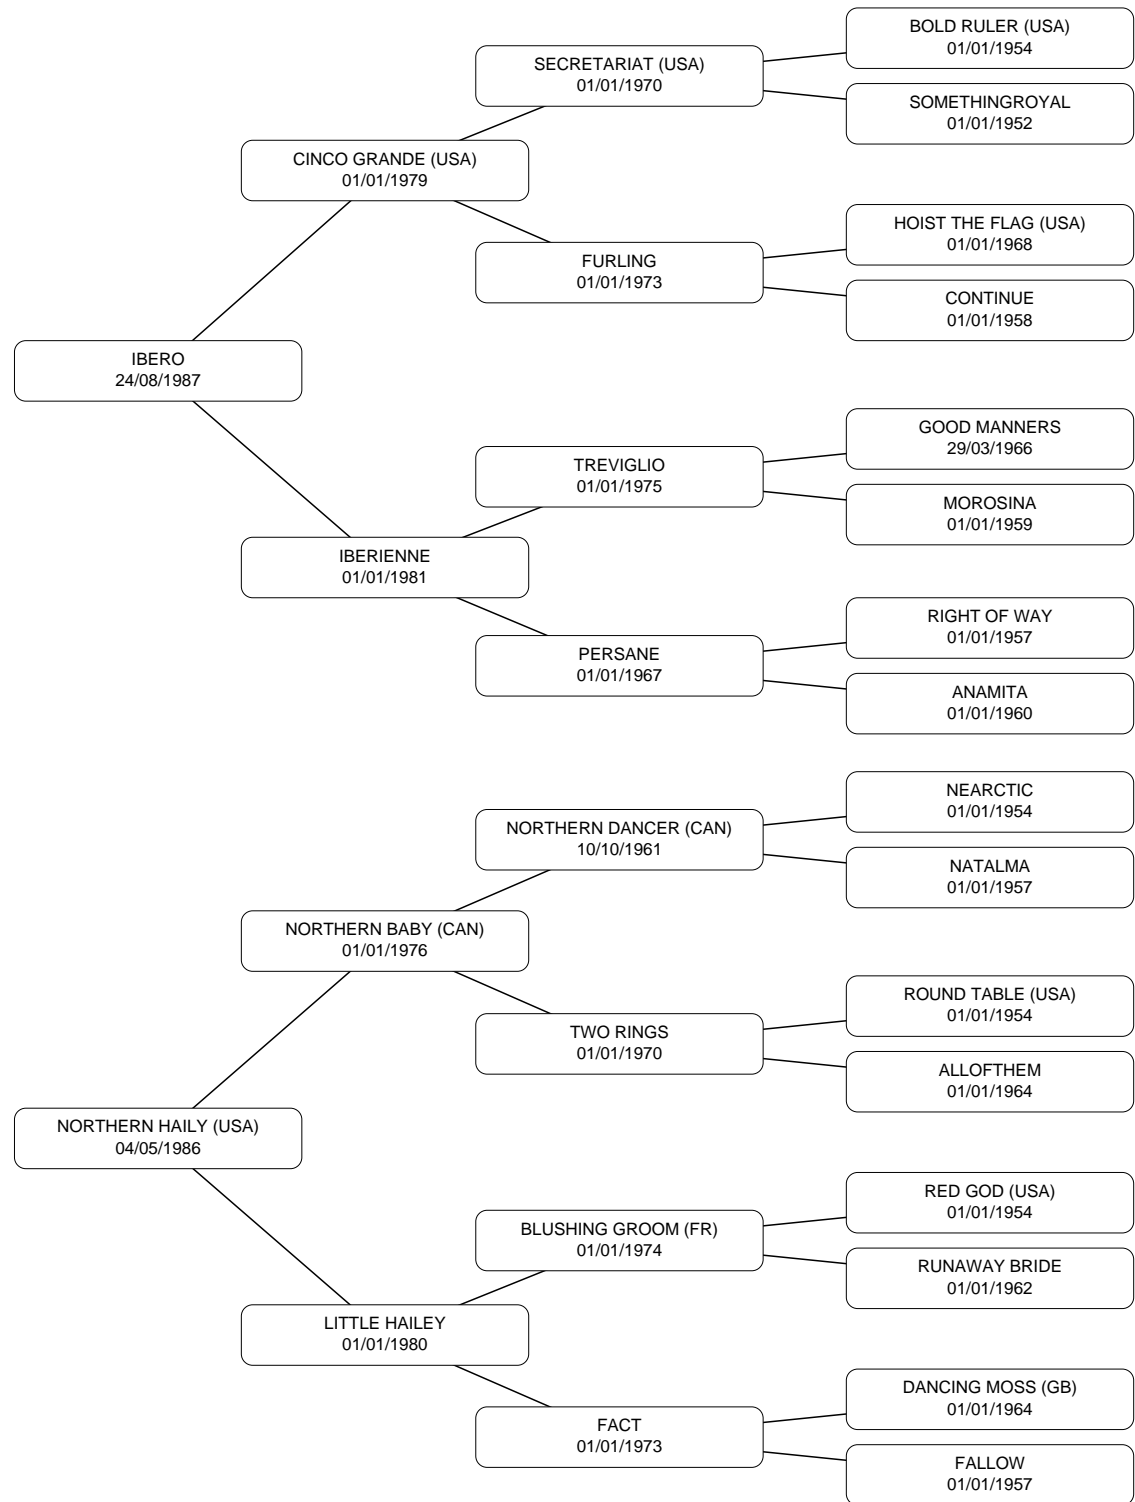 BOLD RULER (USA)
01/01/1954
SECRETARIAT (USA)
01/01/1970
SOMETHINGROYAL
01/01/1952
CINCO GRANDE (USA)
01/01/1979
HOIST THE FLAG (USA)
01/01/1968
FURLING
01/01/1973
CONTINUE
01/01/1958
IBERO
24/08/1987
GOOD MANNERS
29/03/1966
TREVIGLIO
01/01/1975
MOROSINA
01/01/1959
IBERIENNE
01/01/1981
RIGHT OF WAY
01/01/1957
PERSANE
01/01/1967
ANAMITA
01/01/1960
NEARCTIC
01/01/1954
NORTHERN DANCER (CAN)
10/10/1961
NATALMA
01/01/1957
NORTHERN BABY (CAN)
01/01/1976
ROUND TABLE (USA)
01/01/1954
TWO RINGS
01/01/1970
ALLOFTHEM
01/01/1964
NORTHERN HAILY (USA)
04/05/1986
RED GOD (USA)
01/01/1954
BLUSHING GROOM (FR)
01/01/1974
RUNAWAY BRIDE
01/01/1962
LITTLE HAILEY
01/01/1980
DANCING MOSS (GB)
01/01/1964
FACT
01/01/1973
FALLOW
01/01/1957